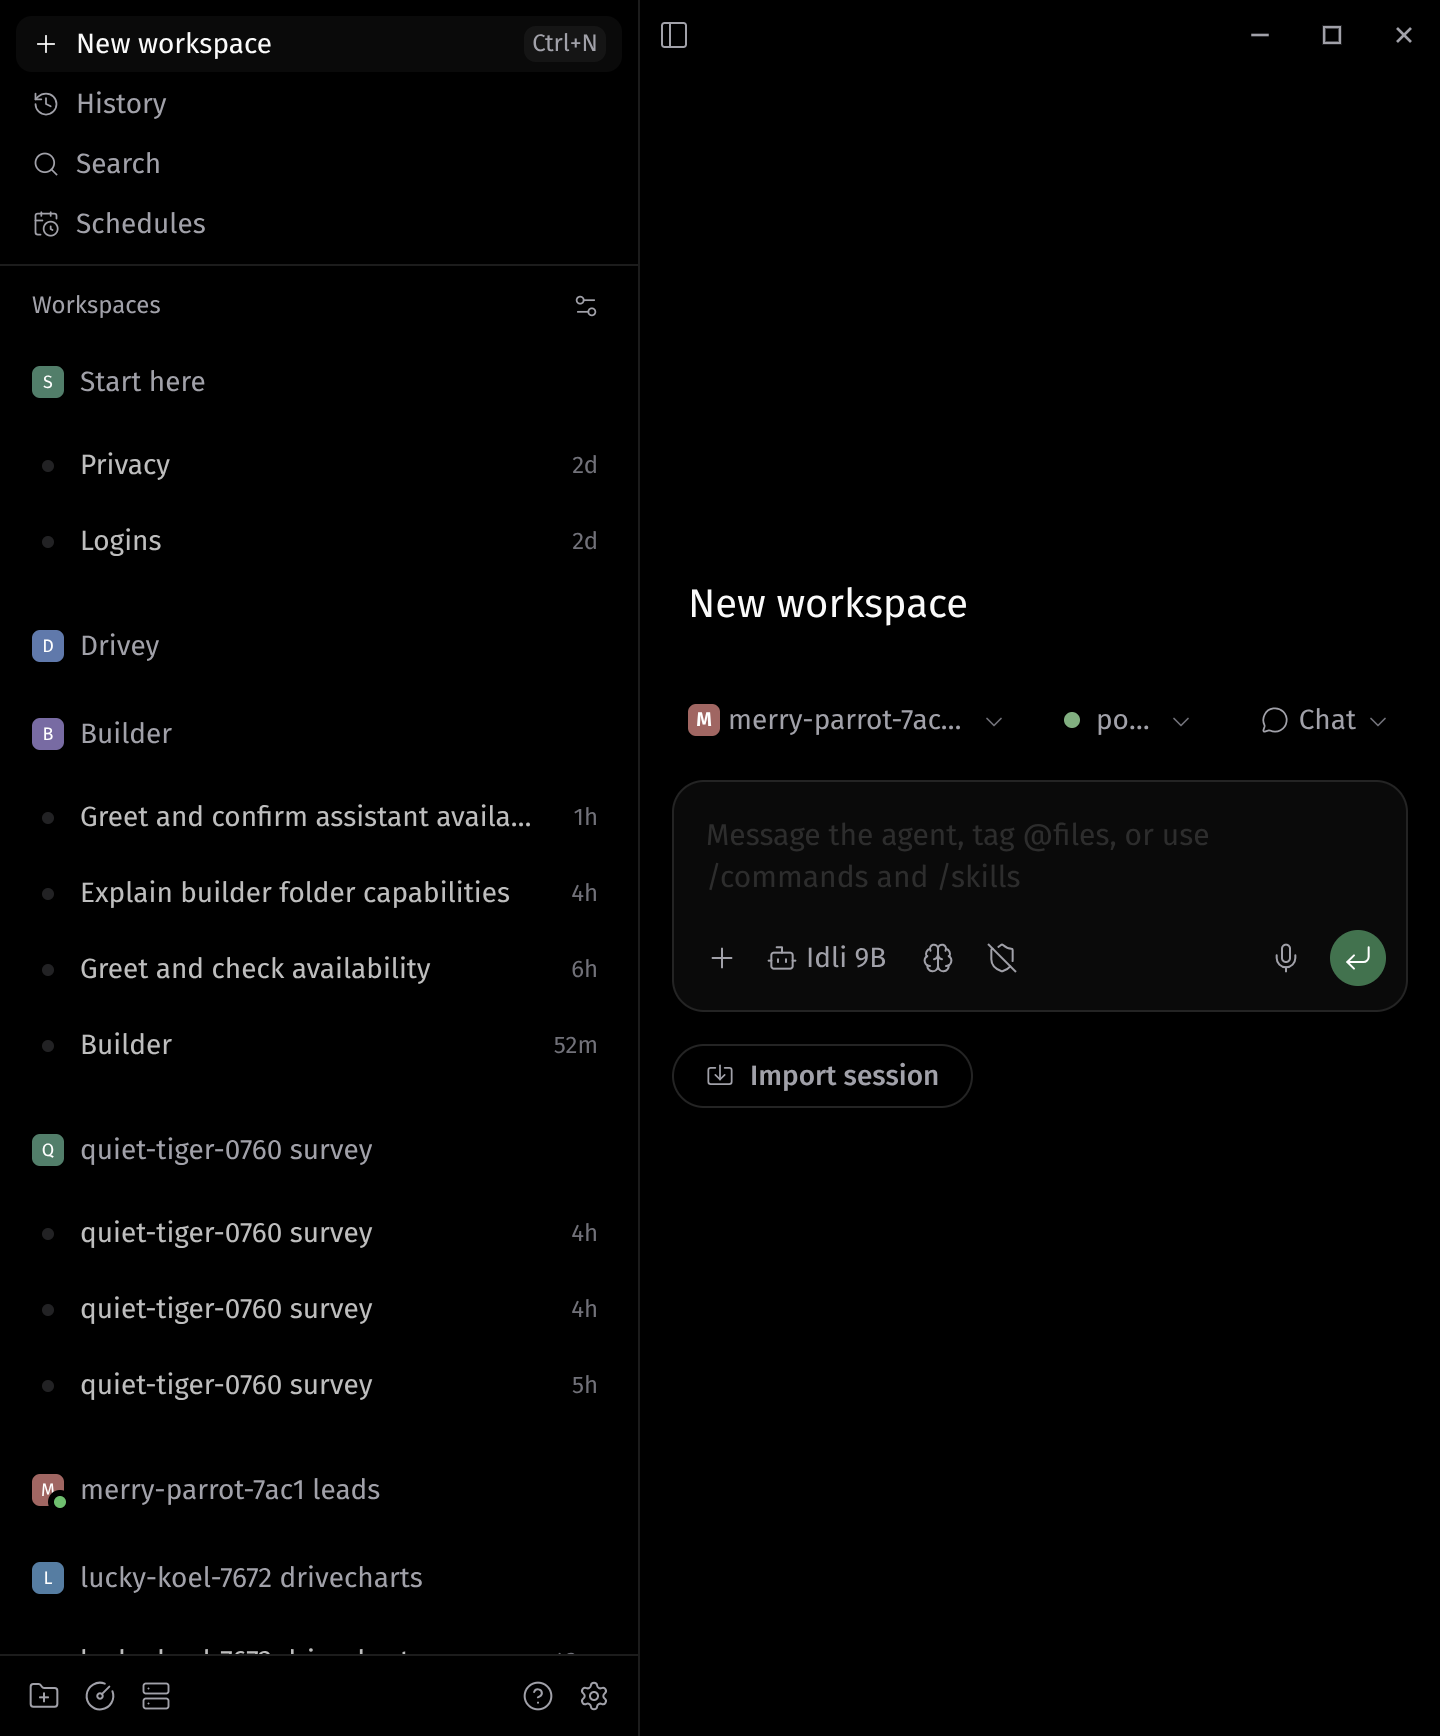 New workspace
Ctrl+N
History
Search
Schedules
Workspaces
S
Start here
Privacy
2d
Logins
2d
D
Drivey
B
Builder
Greet and confirm assistant availa...
1h
Explain builder folder capabilities
4h
Greet and check availability
6h
Builder
52m
Q
quiet-tiger-0760 survey
quiet-tiger-0760 survey
4h
quiet-tiger-0760 survey
4h
quiet-tiger-0760 survey
5h
M
merry-parrot-7ac1 leads
L
lucky-koel-7672 drivecharts
New workspace
M
merry-parrot-7ac...
po...
Chat
Message the agent, tag @files, or use
/commands and /skills
Idli 9B
Import session